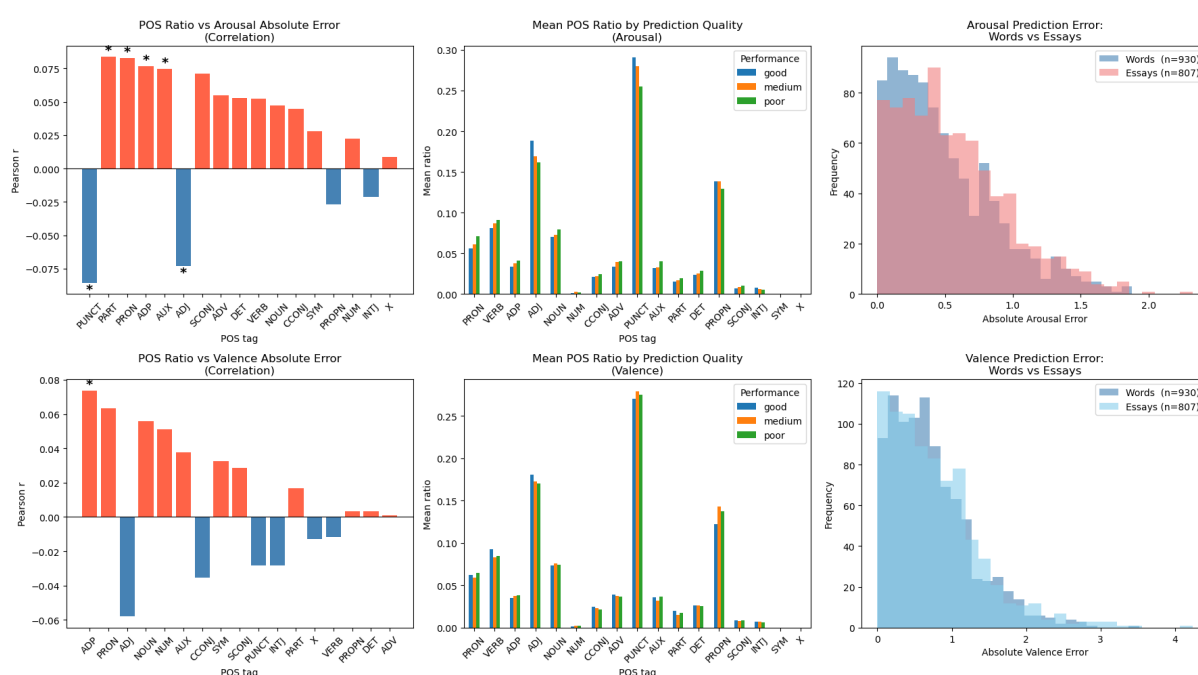 POS Ratio vs Arousal Absolute Error
(Correlation)
Pearson r
0.075
0.050
0.025
0.000
−0.025
−0.050
−0.075
* * * * * * *
PUNCT PART PRON ADP AUX ADJ SCONJ ADV DET VERB NOUN CCONJ SYM PROPN NUM INTJ X
POS tag
Mean POS Ratio by Prediction Quality
(Arousal)
Mean ratio
0.30
0.25
0.20
0.15
0.10
0.05
0.00
Performance
good
medium
poor
PRON VERB ADP ADJ NOUN NUM CCONJ ADV PUNCT AUX PART DET PROPN SCONJ INTJ SYM X
POS tag
Arousal Prediction Error:
Words vs Essays
Frequency
80
60
40
20
0
Words (n=930)
Essays (n=807)
0.0 0.5 1.0 1.5 2.0
Absolute Arousal Error
POS Ratio vs Valence Absolute Error
(Correlation)
Pearson r
0.08
0.06
0.04
0.02
0.00
−0.02
−0.04
−0.06
*
ADP PRON ADJ NOUN NUM AUX CCONJ SYM SCONJ PUNCT INTJ PART X VERB PROPN DET ADV
POS tag
Mean POS Ratio by Prediction Quality
(Valence)
Mean ratio
0.25
0.20
0.15
0.10
0.05
0.00
Performance
good
medium
poor
PRON VERB ADP ADJ NOUN NUM CCONJ ADV PUNCT AUX PART DET PROPN SCONJ INTJ SYM X
POS tag
Valence Prediction Error:
Words vs Essays
Frequency
120
100
80
60
40
20
0
Words (n=930)
Essays (n=807)
0 1 2 3 4
Absolute Valence Error